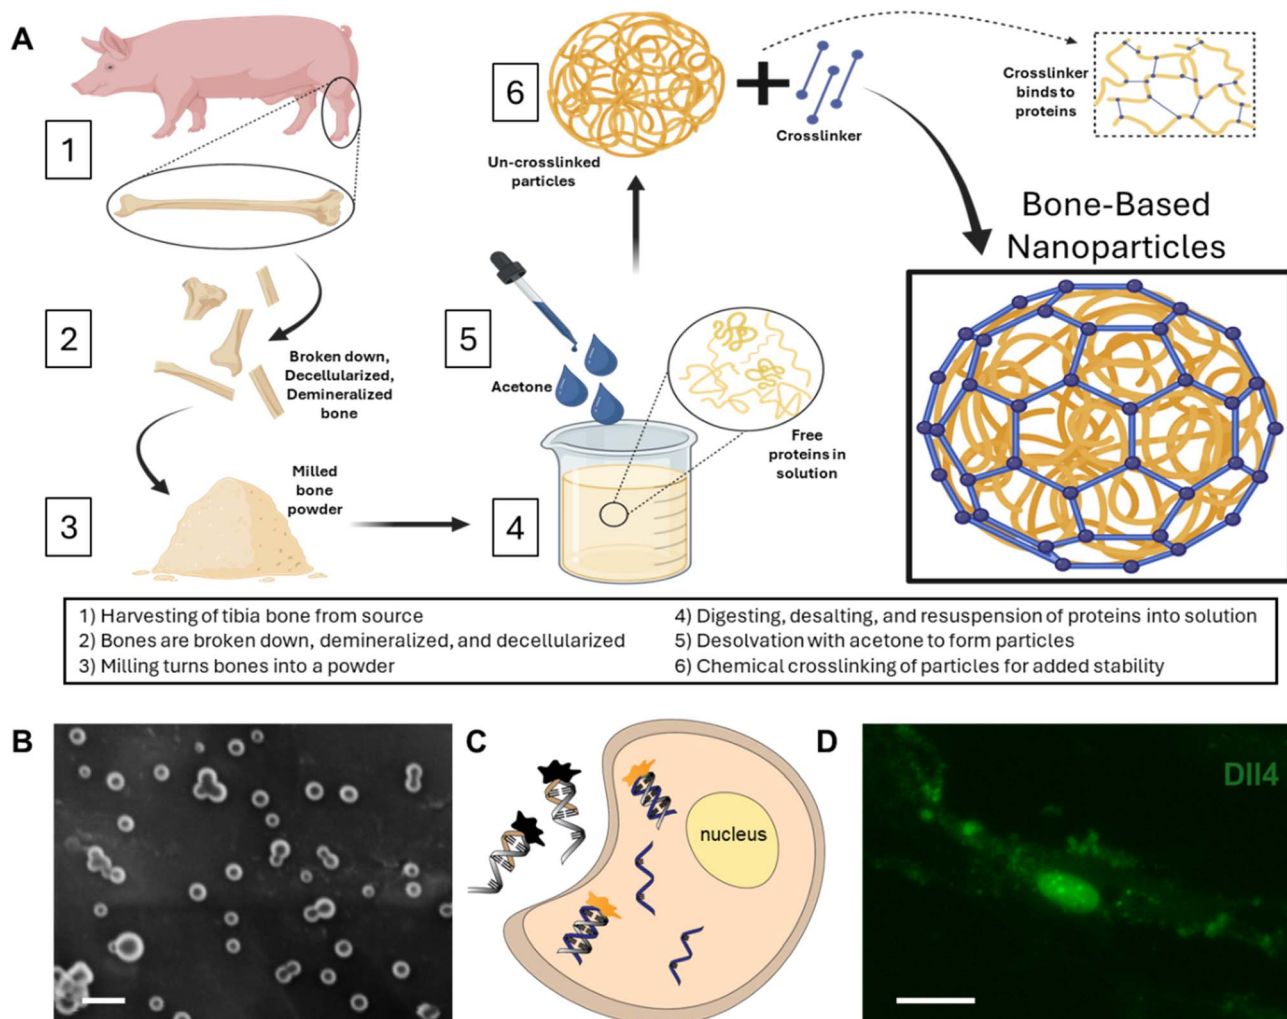 A
1
2
Broken down,
Decellularized,
Demineralized
bone
3
Milled
bone
powder
4
5
Acetone
Free
proteins in
solution
6
Un-crosslinked
particles
Crosslinker
Crosslinker
binds to
proteins
Bone-Based
Nanoparticles
1) Harvesting of tibia bone from source
2) Bones are broken down, demineralized, and decellularized
3) Milling turns bones into a powder
4) Digesting, desalting, and resuspension of proteins into solution
5) Desolvation with acetone to form particles
6) Chemical crosslinking of particles for added stability
B
C
nucleus
D
Dll4